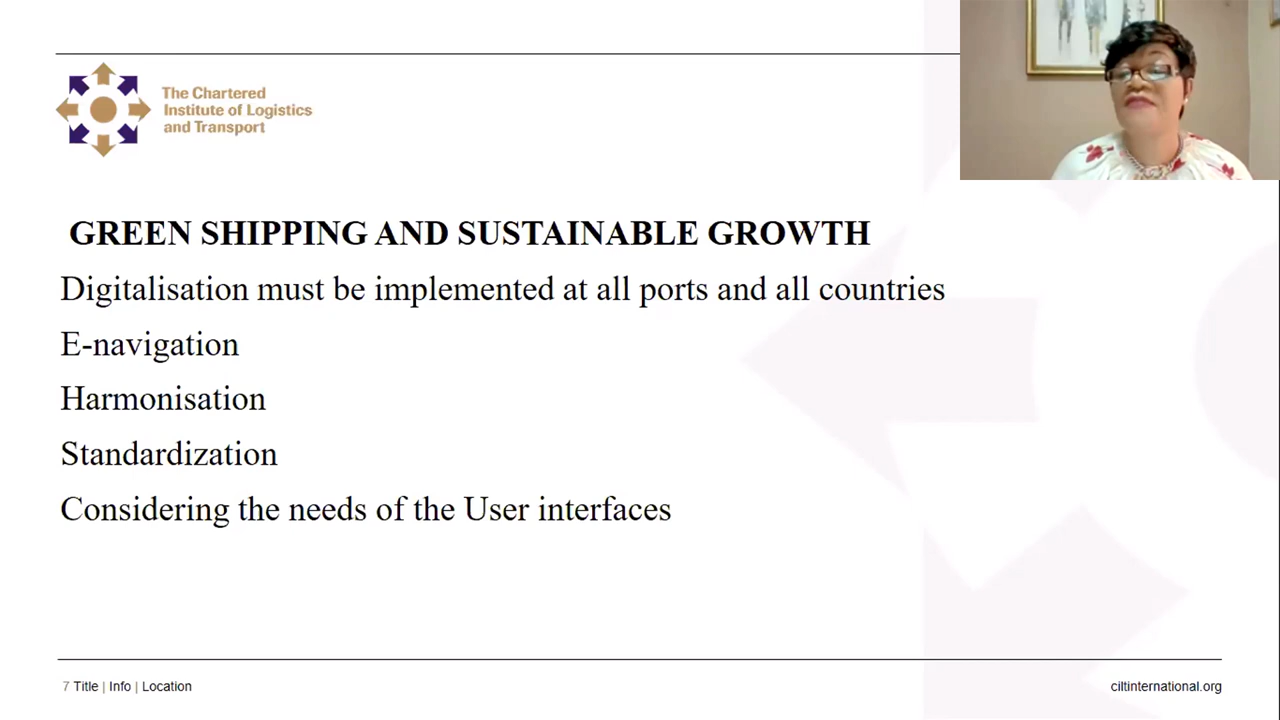 The Chartered
Institute of Logistics
and Transport
GREEN SHIPPING AND SUSTAINABLE GROWTH
Digitalisation must be implemented at all ports and all countries
E-navigation
Harmonisation
Standardization
Considering the needs of the User interfaces
7 Title | Info | Location
ciltinternational.org